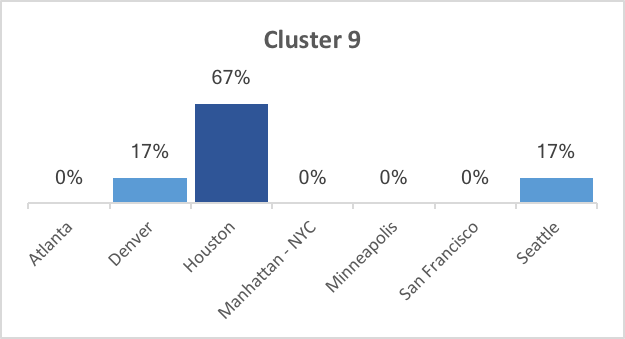 Cluster 9
67%
17%
17%
0%
0%
0%
0%
Atlanta
Denver
Houston
Manhattan - NYC
Minneapolis
San Francisco
Seattle